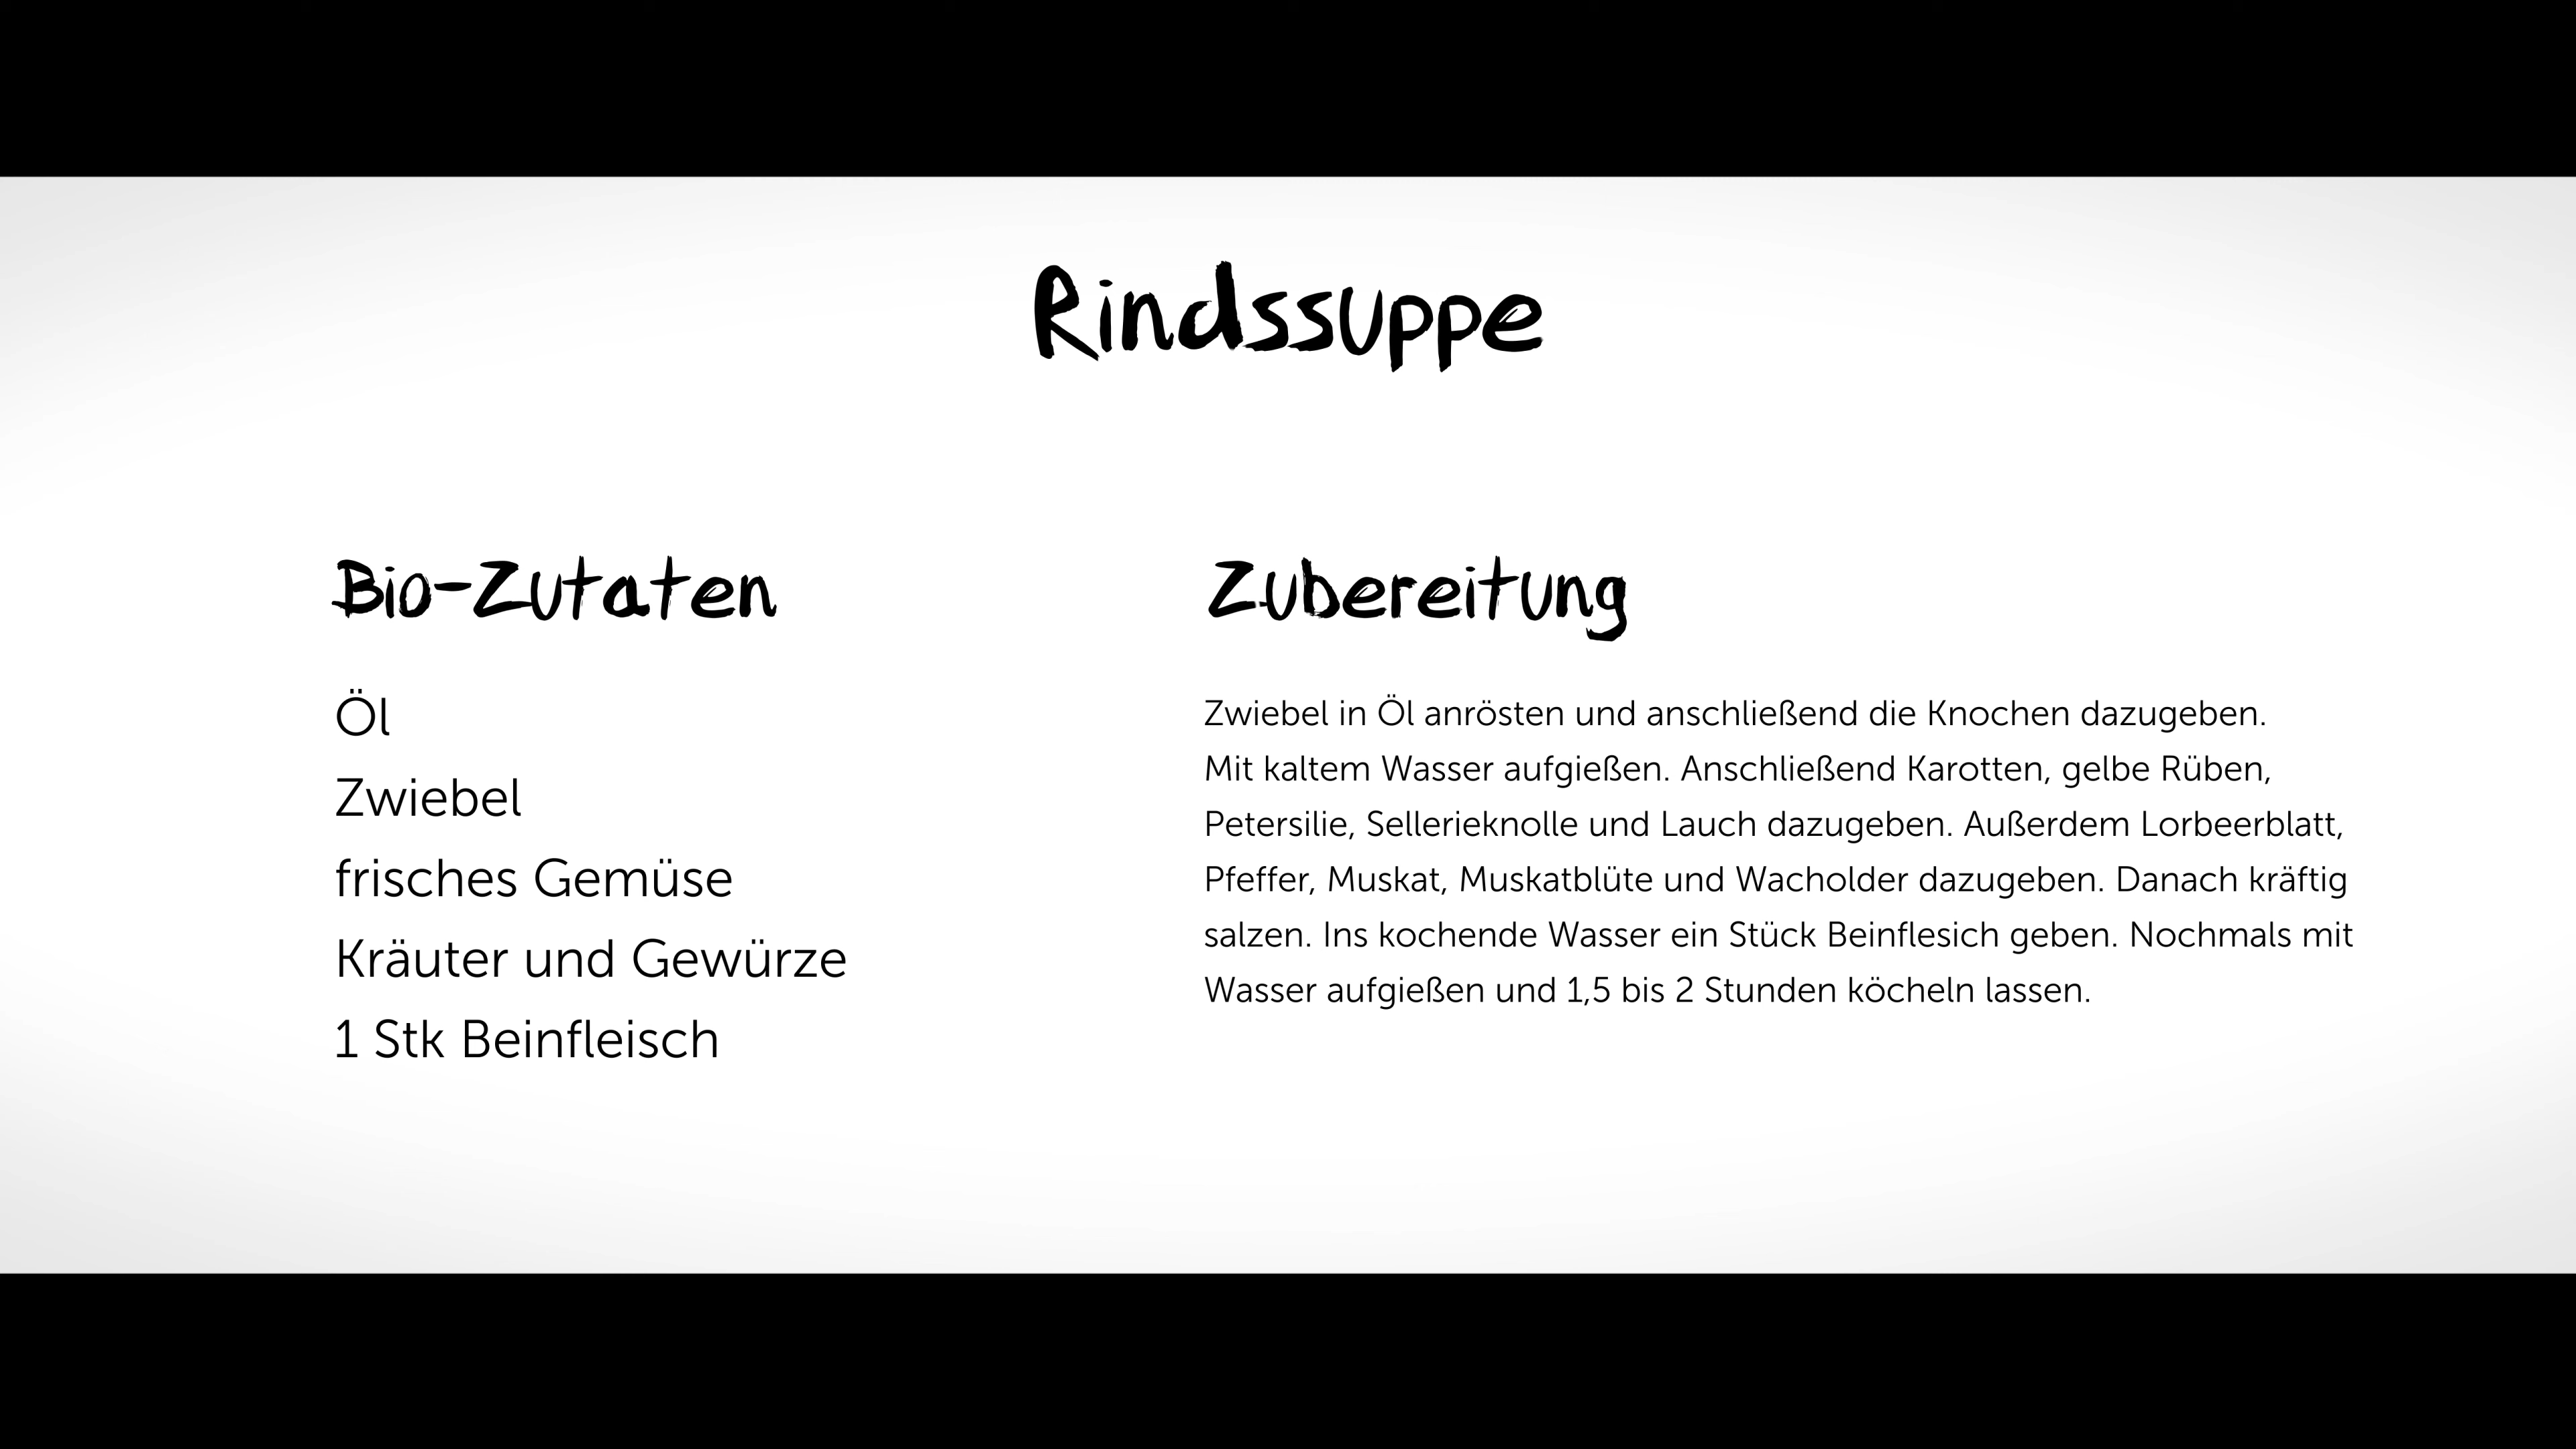 Rindssuppe
Bio-Zutaten
Öl
Zwiebel
frisches Gemüse
Kräuter und Gewürze
1 Stk Beinfleisch
Zubereitung
Zwiebel in Öl anrösten und anschließend die Knochen dazugeben.
Mit kaltem Wasser aufgießen. Anschließend Karotten, gelbe Rüben,
Petersilie, Sellerieknolle und Lauch dazugeben. Außerdem Lorbeerblatt,
Pfeffer, Muskat, Muskatblüte und Wacholder dazugeben. Danach kräftig
salzen. Ins kochende Wasser ein Stück Beinflesich geben. Nochmals mit
Wasser aufgießen und 1,5 bis 2 Stunden köcheln lassen.